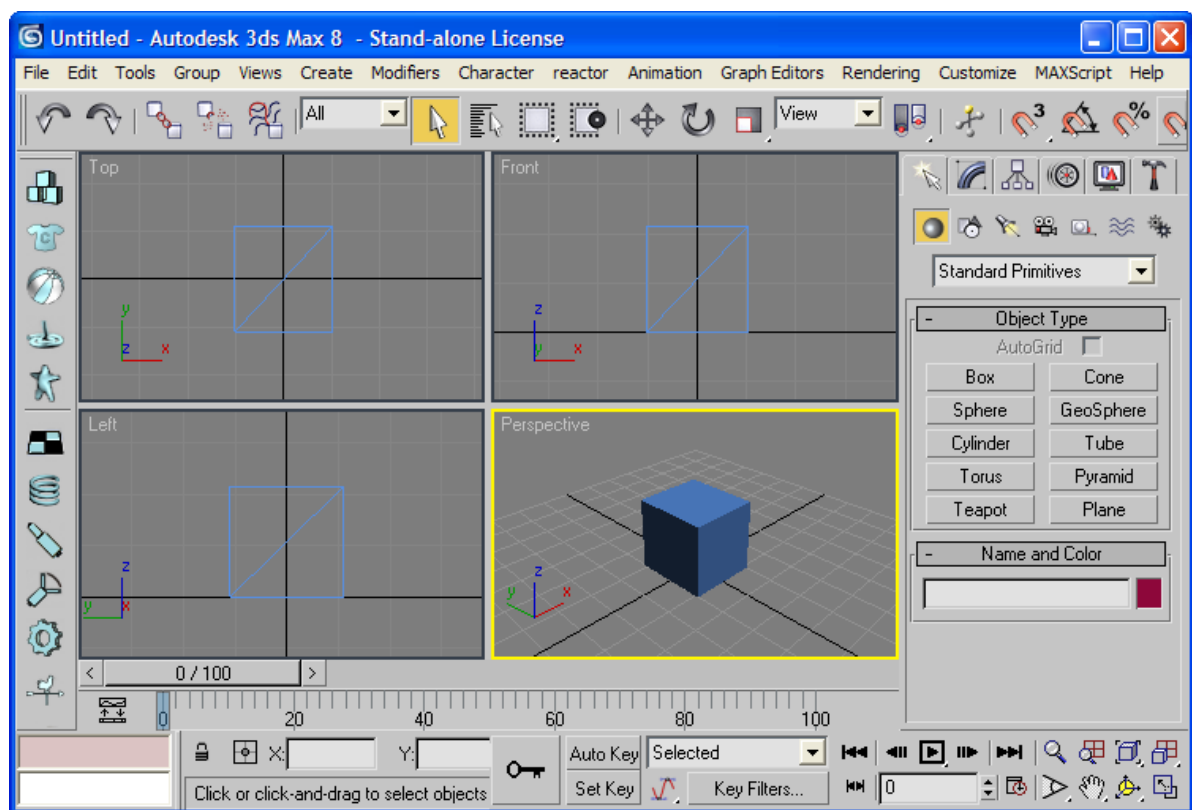 Untitled - Autodesk 3ds Max 8 - Stand-alone License
File Edit Tools Group Views Create Modifiers Character reactor Animation Graph Editors Rendering Customize MAXScript Help
All View 3 %
Top
y
z x
Front
z
y x
Left
z
y x
Perspective
z
y x
Standard Primitives
- Object Type
AutoGrid
Box Cone
Sphere GeoSphere
Cylinder Tube
Torus Pyramid
Teapot Plane
- Name and Color
< 0 / 100 >
0 20 40 60 80 100
X: Y: Auto Key Selected
Click or click-and-drag to select objects Set Key Key Filters... 0